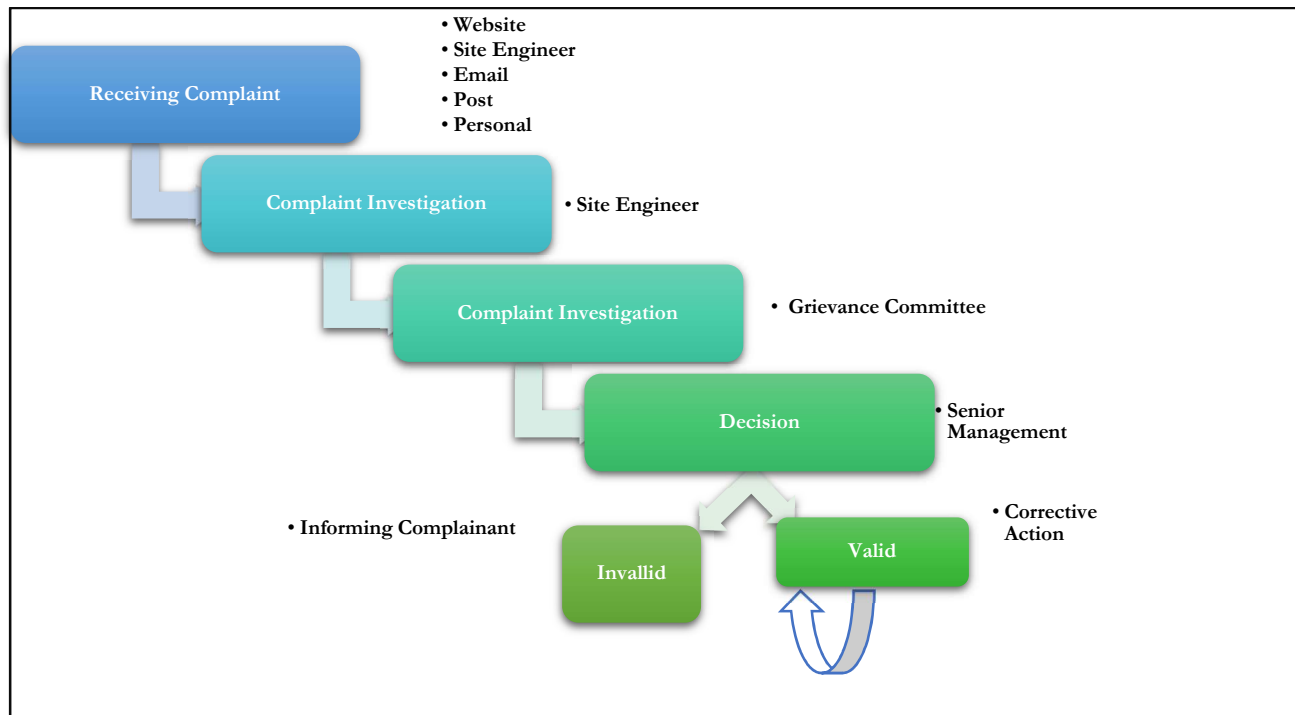 • Website
• Site Engineer
• Email
• Post
• Personal
Receiving Complaint
Complaint Investigation
• Site Engineer
Complaint Investigation
• Grievance Committee
Decision
• Senior
Management
• Informing Complainant
Invallid
Valid
• Corrective
Action